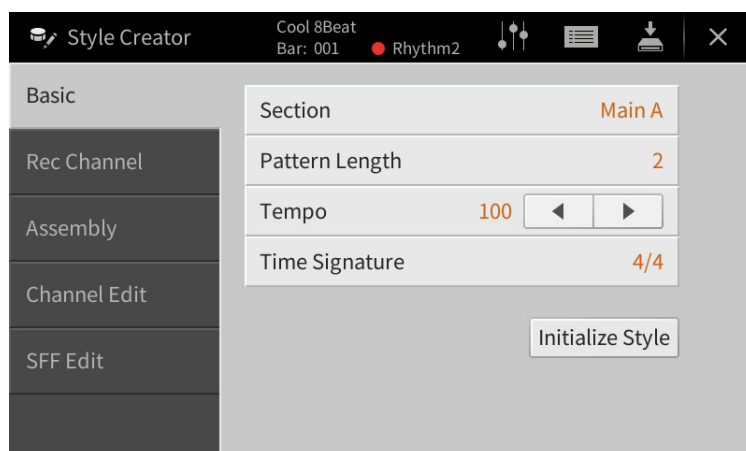 Style Creator
Cool 8Beat
Bar: 001 Rhythm2
Basic
Rec Channel
Assembly
Channel Edit
SFF Edit
Section Main A
Pattern Length 2
Tempo 100
Time Signature 4/4
Initialize Style